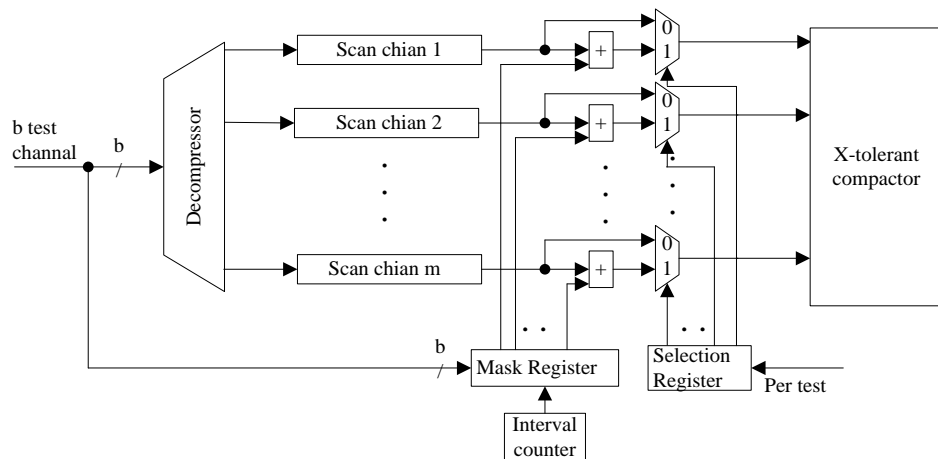 b test
channal
b
Decompressor
Scan chian 1
+
0
1
Scan chian 2
+
0
1
Scan chian m
+
0
1
X-tolerant
compactor
b
Mask Register
Interval
counter
Selection
Register
Per test